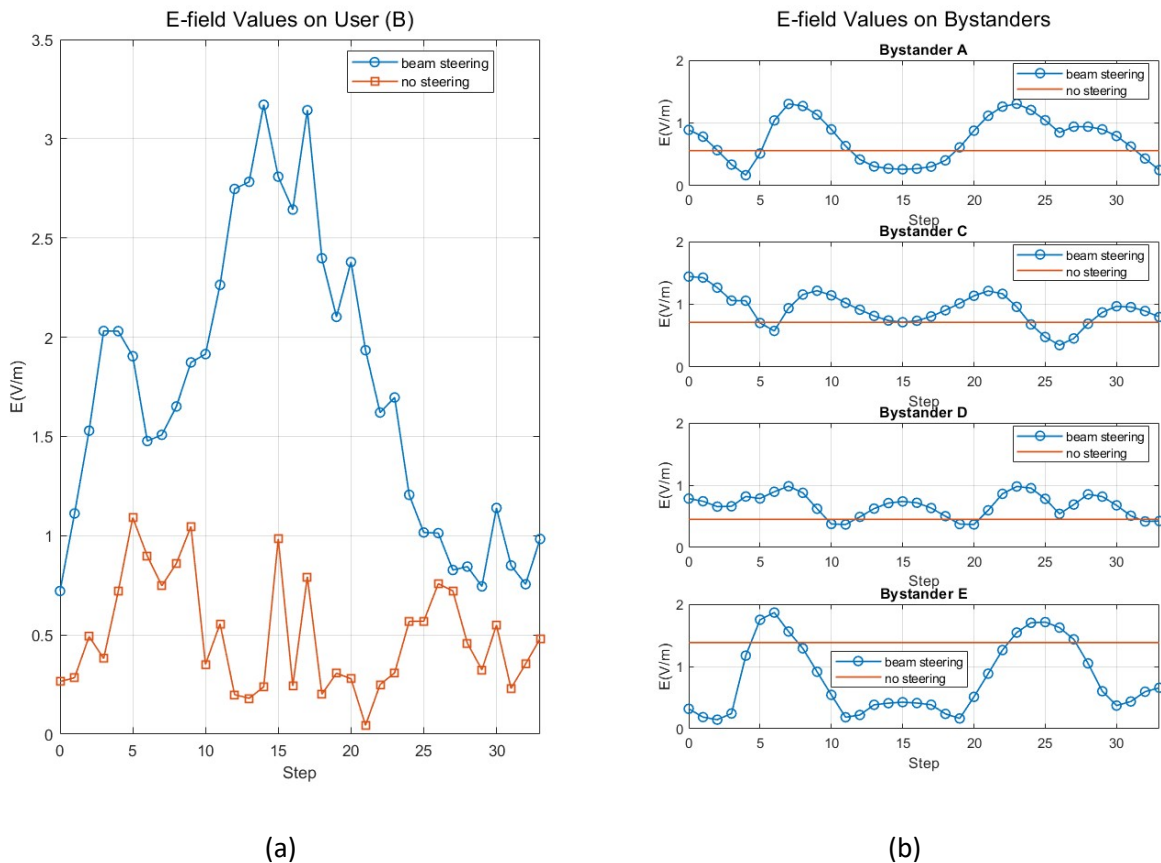 E-field Values on User (B)
3.5
3
2.5
2
1.5
1
0.5
0
E(V/m)
beam steering
no steering
0 5 10 15 20 25 30
Step
(a)
E-field Values on Bystanders
Bystander A
2
1
0
E(V/m)
beam steering
no steering
0 5 10 15 20 25 30
Step
Bystander C
2
1
0
E(V/m)
beam steering
no steering
0 5 10 15 20 25 30
Step
Bystander D
2
1
0
E(V/m)
beam steering
no steering
0 5 10 15 20 25 30
Step
Bystander E
2
1
0
E(V/m)
beam steering
no steering
0 5 10 15 20 25 30
Step
(b)